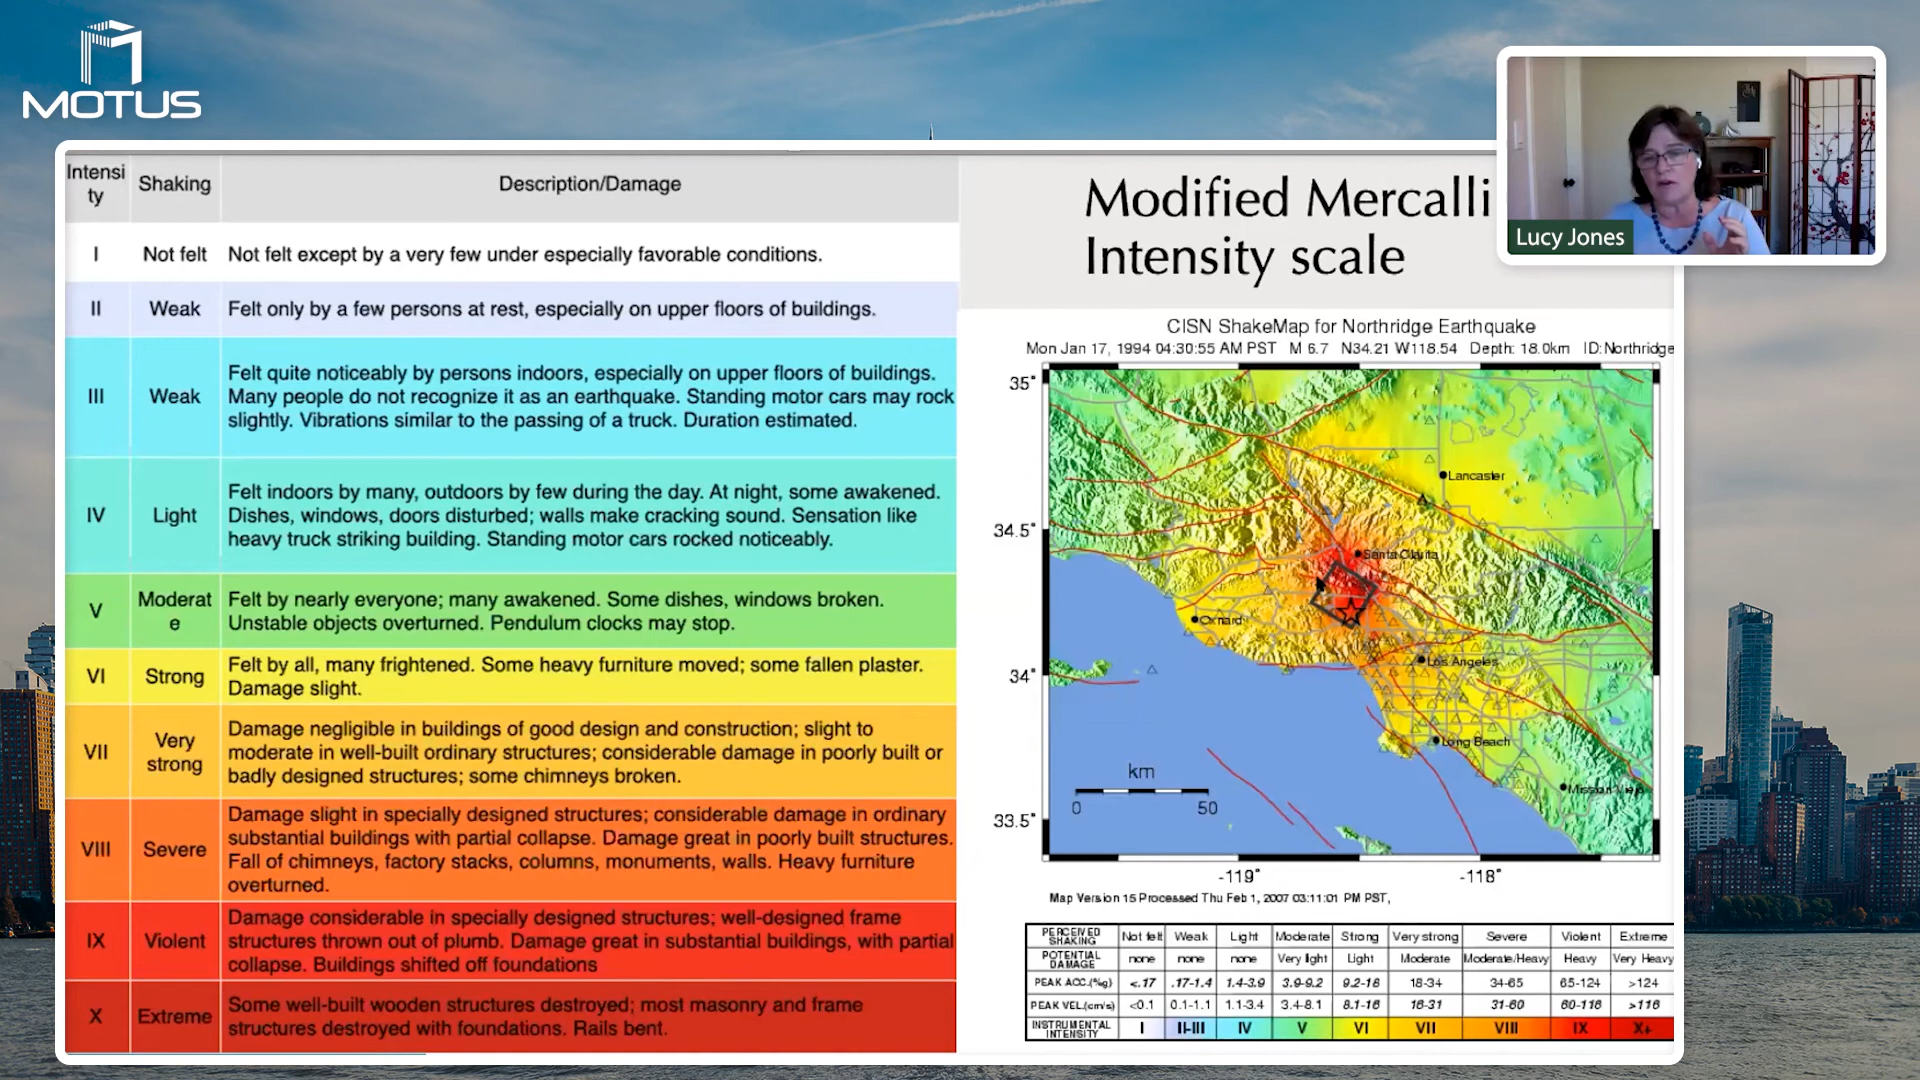 MOTUS
Intensi
ty
Shaking
Description/Damage
I
Not felt
Not felt except by a very few under especially favorable conditions.
II
Weak
Felt only by a few persons at rest, especially on upper floors of buildings.
III
Weak
Felt quite noticeably by persons indoors, especially on upper floors of buildings.
Many people do not recognize it as an earthquake. Standing motor cars may rock
slightly. Vibrations similar to the passing of a truck. Duration estimated.
IV
Light
Felt indoors by many, outdoors by few during the day. At night, some awakened.
Dishes, windows, doors disturbed; walls make cracking sound. Sensation like
heavy truck striking building. Standing motor cars rocked noticeably.
V
Moderat
e
Felt by nearly everyone; many awakened. Some dishes, windows broken.
Unstable objects overturned. Pendulum clocks may stop.
VI
Strong
Felt by all, many frightened. Some heavy furniture moved; some fallen plaster.
Damage slight.
VII
Very
strong
Damage negligible in buildings of good design and construction; slight to
moderate in well-built ordinary structures; considerable damage in poorly built or
badly designed structures; some chimneys broken.
VIII
Severe
Damage slight in specially designed structures; considerable damage in ordinary
substantial buildings with partial collapse. Damage great in poorly built structures.
Fall of chimneys, factory stacks, columns, monuments, walls. Heavy furniture
overturned.
IX
Violent
Damage considerable in specially designed structures; well-designed frame
structures thrown out of plumb. Damage great in substantial buildings, with partial
collapse. Buildings shifted off foundations
X
Extreme
Some well-built wooden structures destroyed; most masonry and frame
structures destroyed with foundations. Rails bent.
Modified Mercalli
Intensity scale
Lucy Jones
CISN ShakeMap for Northridge Earthquake
Mon Jan 17, 1994 04:30:55 AM PST M 6.7 N34.21 W118.54 Depth: 18.0km ID:Northridge
35°
34.5°
34°
33.5°
Lancaster
Santa Clarita
Oxnard
Los Angeles
Long Beach
Mission Viejo
km
0 50
-119° -118°
Map Version 15 Processed Thu Feb 1, 2007 03:11:01 PM PST,
PERCEIVED
SHAKING
Not felt Weak Light Moderate Strong Very strong Severe Violent Extreme
POTENTIAL
DAMAGE
none none none Very light Light Moderate Moderate/Heavy Heavy Very Heavy
PEAK ACC.(%g) <.17 .17-1.4 1.4-3.9 3.9-9.2 9.2-18 18-34 34-65 65-124 >124
PEAK VEL.(cm/s) <0.1 0.1-1.1 1.1-3.4 3.4-8.1 8.1-16 16-31 31-60 60-116 >116
INSTRUMENTAL
INTENSITY
I II-III IV V VI VII VIII IX X+